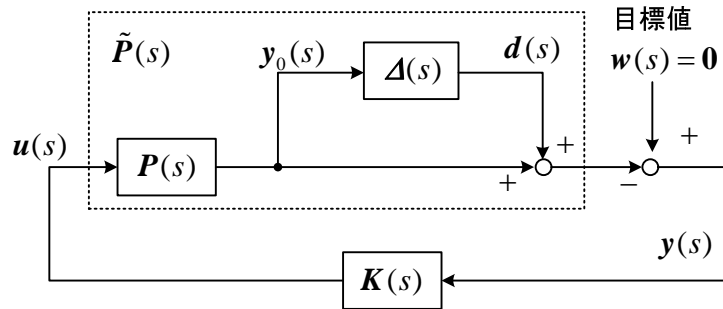 目標値
w(s) = 0
P̃(s)
y₀(s)
Δ(s)
d(s)
u(s)
P(s)
+
+
−
+
y(s)
K(s)